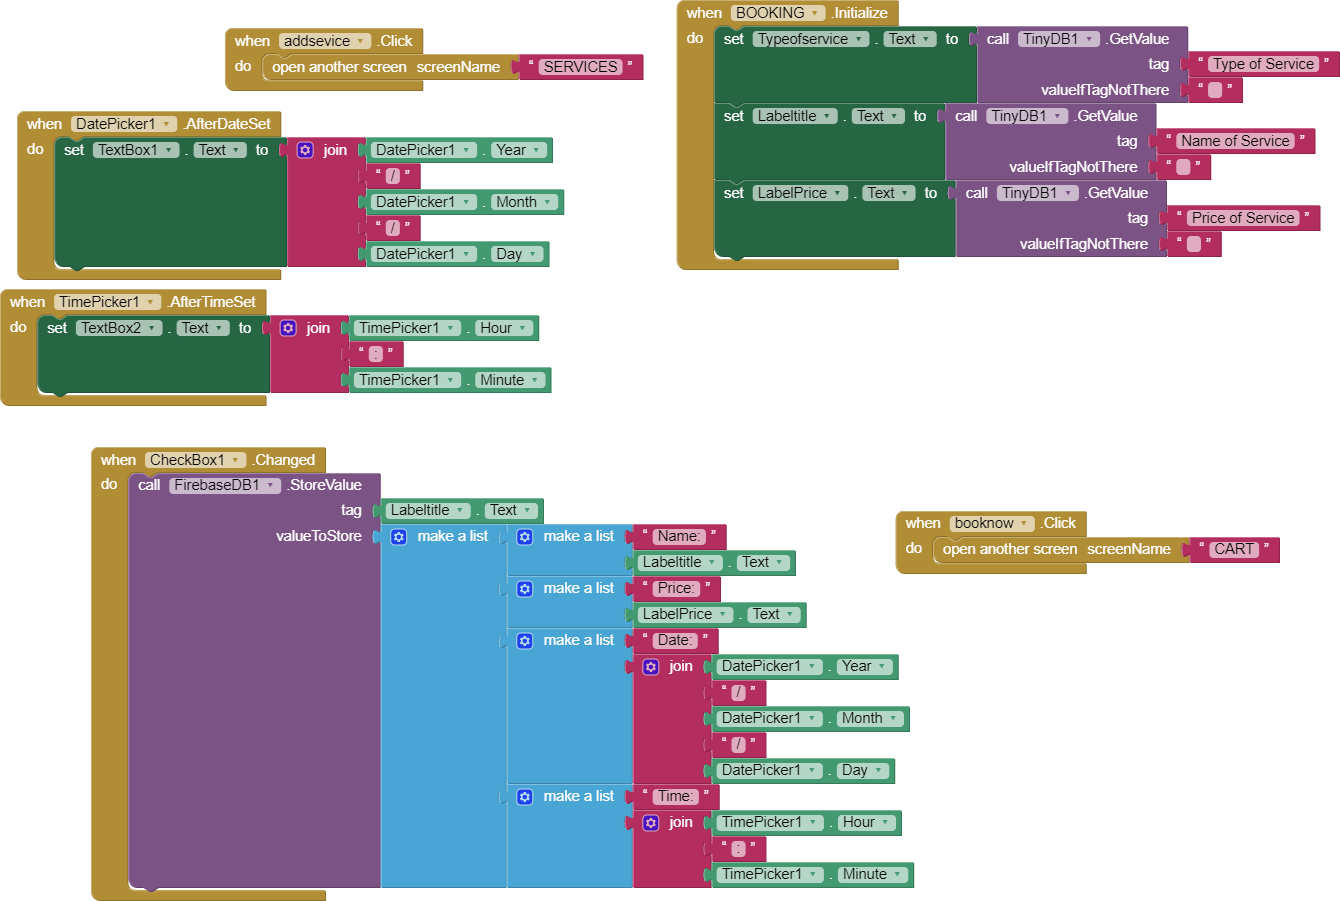 when addsevice .Click
do open another screen screenName " SERVICES "
when DatePicker1 .AfterDateSet
do set TextBox1 . Text to join DatePicker1 . Year
" / "
DatePicker1 . Month
" / "
DatePicker1 . Day
when TimePicker1 .AfterTimeSet
do set TextBox2 . Text to join TimePicker1 . Hour
" : "
TimePicker1 . Minute
when BOOKING .Initialize
do set Typeofservice . Text to call TinyDB1 .GetValue
tag " Type of Service "
valueIfTagNotThere " "
set Labeltitle . Text to call TinyDB1 .GetValue
tag " Name of Service "
valueIfTagNotThere " "
set LabelPrice . Text to call TinyDB1 .GetValue
tag " Price of Service "
valueIfTagNotThere " "
when CheckBox1 .Changed
do call FirebaseDB1 .StoreValue
tag Labeltitle . Text
valueToStore make a list make a list " Name: "
Labeltitle . Text
make a list " Price: "
LabelPrice . Text
make a list " Date: "
join DatePicker1 . Year
" / "
DatePicker1 . Month
" / "
DatePicker1 . Day
make a list " Time: "
join TimePicker1 . Hour
" : "
TimePicker1 . Minute
when booknow .Click
do open another screen screenName " CART "